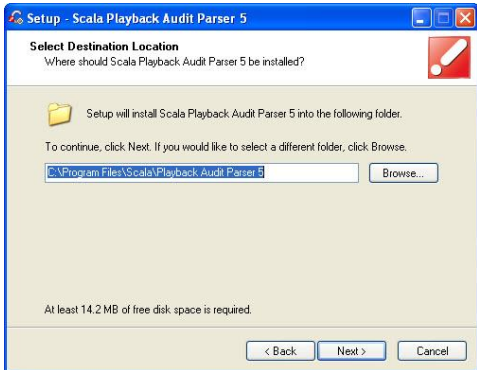 Setup - Scala Playback Audit Parser 5
Select Destination Location
Where should Scala Playback Audit Parser 5 be installed?
Setup will install Scala Playback Audit Parser 5 into the following folder.
To continue, click Next. If you would like to select a different folder, click Browse.
C:\Program Files\Scala\Playback Audit Parser 5
Browse...
At least 14.2 MB of free disk space is required.
< Back
Next >
Cancel